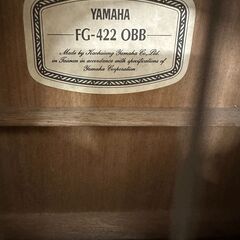 YAMAHA
FG-422 OBB
Made by Kaohsiung Yamaha Co., Ltd.
in Taiwan in accordance with specifications of
Yamaha Corporation